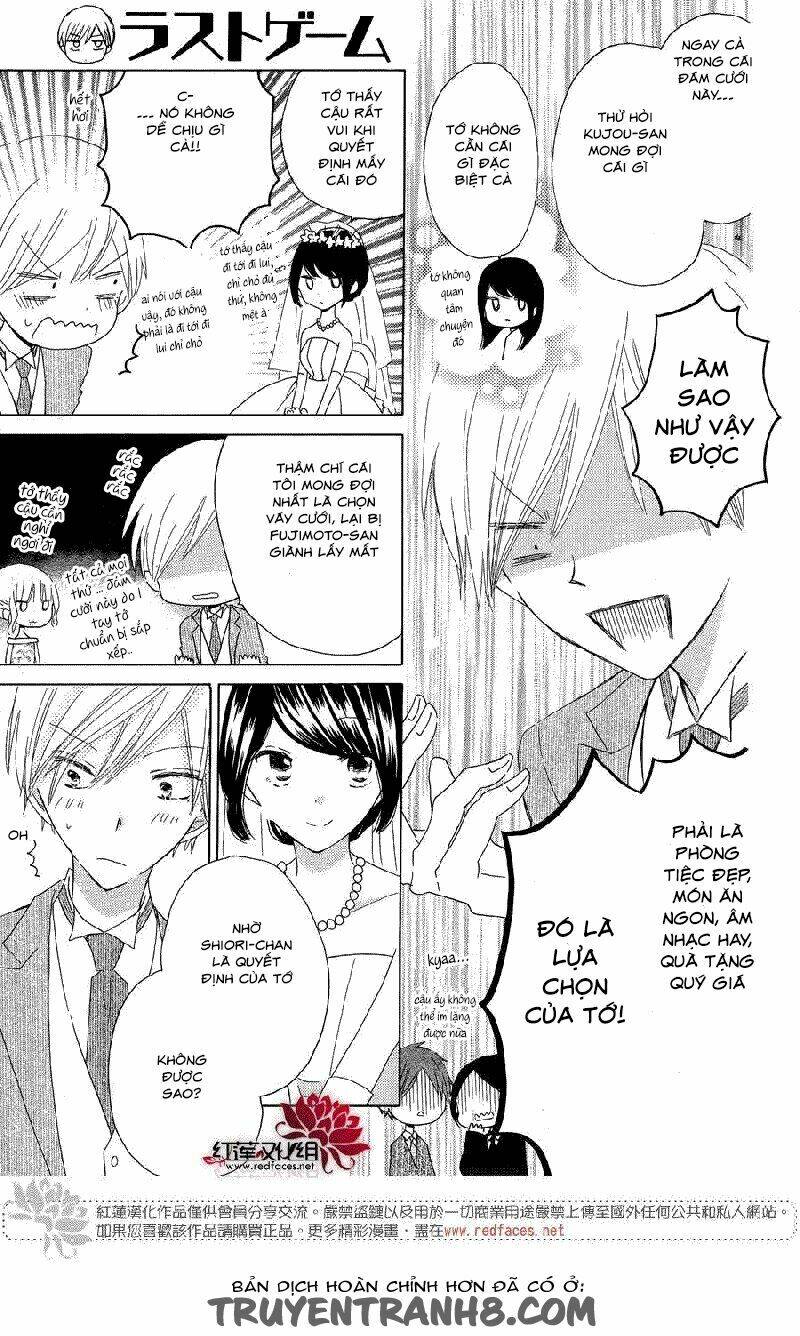 ラストゲーム
NGAY CẢ
TRONG CÁI
ĐÁM CƯỚI
NÀY...
THỬ HỎI
KUJOU-SAN
MONG ĐỢI
CÁI GÌ
TỚ KHÔNG
CẦN CÁI
GÌ ĐẶC
BIỆT CẢ
tớ không
quan
tâm
chuyện
đó
LÀM
SAO
NHƯ VẬY
ĐƯỢC
PHẢI LÀ
PHÒNG
TIỆC ĐẸP,
MÓN ĂN
NGON, ÂM
NHẠC HAY,
QUÀ TẶNG
QUÝ GIÁ
ĐÓ LÀ
LỰA
CHỌN
CỦA TỚ!
kyaa...
cậu ấy không
thể im lặng
được nữa
TỚ THẤY
CẬU RẤT
VUI KHI
QUYẾT
ĐỊNH MẤY
CÁI ĐÓ
C-
--- NÓ KHÔNG
DỄ CHỊU GÌ
CẢ!!
hết
hơi
tớ thấy cậu
đi tới đi lui,
chỉ chỏ đủ
thứ, không
mệt à
ai nói với cậu
vậy, đó không
phải là đi tới đi
lui chỉ chỏ
THẬM CHÍ CÁI
TÔI MONG ĐỢI
NHẤT LÀ CHỌN
VÁY CƯỚI, LẠI BỊ
FUJIMOTO-SAN
GIÀNH LẤY MẤT
rắc
rắc
rắc
tất cả mọi
thứ ... đám
cưới này do 1
tay tớ
chuẩn bị sắp
xếp..
tớ thấy
cậu cần
nghỉ
ngơi đi
NHỜ
SHIORI-CHAN
LÀ QUYẾT
ĐỊNH CỦA TỚ
KHÔNG
ĐƯỢC
SAO?
OH
紅蓮汉化组
www.redfaces.net
紅蓮漢化作品僅供會員分享交流。嚴禁盜鏈以及用於一切商業用途嚴禁上傳至國外任何公共和私人網站。
如果您喜歡該作品請購買正品。更多精彩漫畫，盡在www.redfaces.net
BẢN DỊCH HOÀN CHỈNH HƠN ĐÃ CÓ Ở:
TRUYENTRANH8.COM